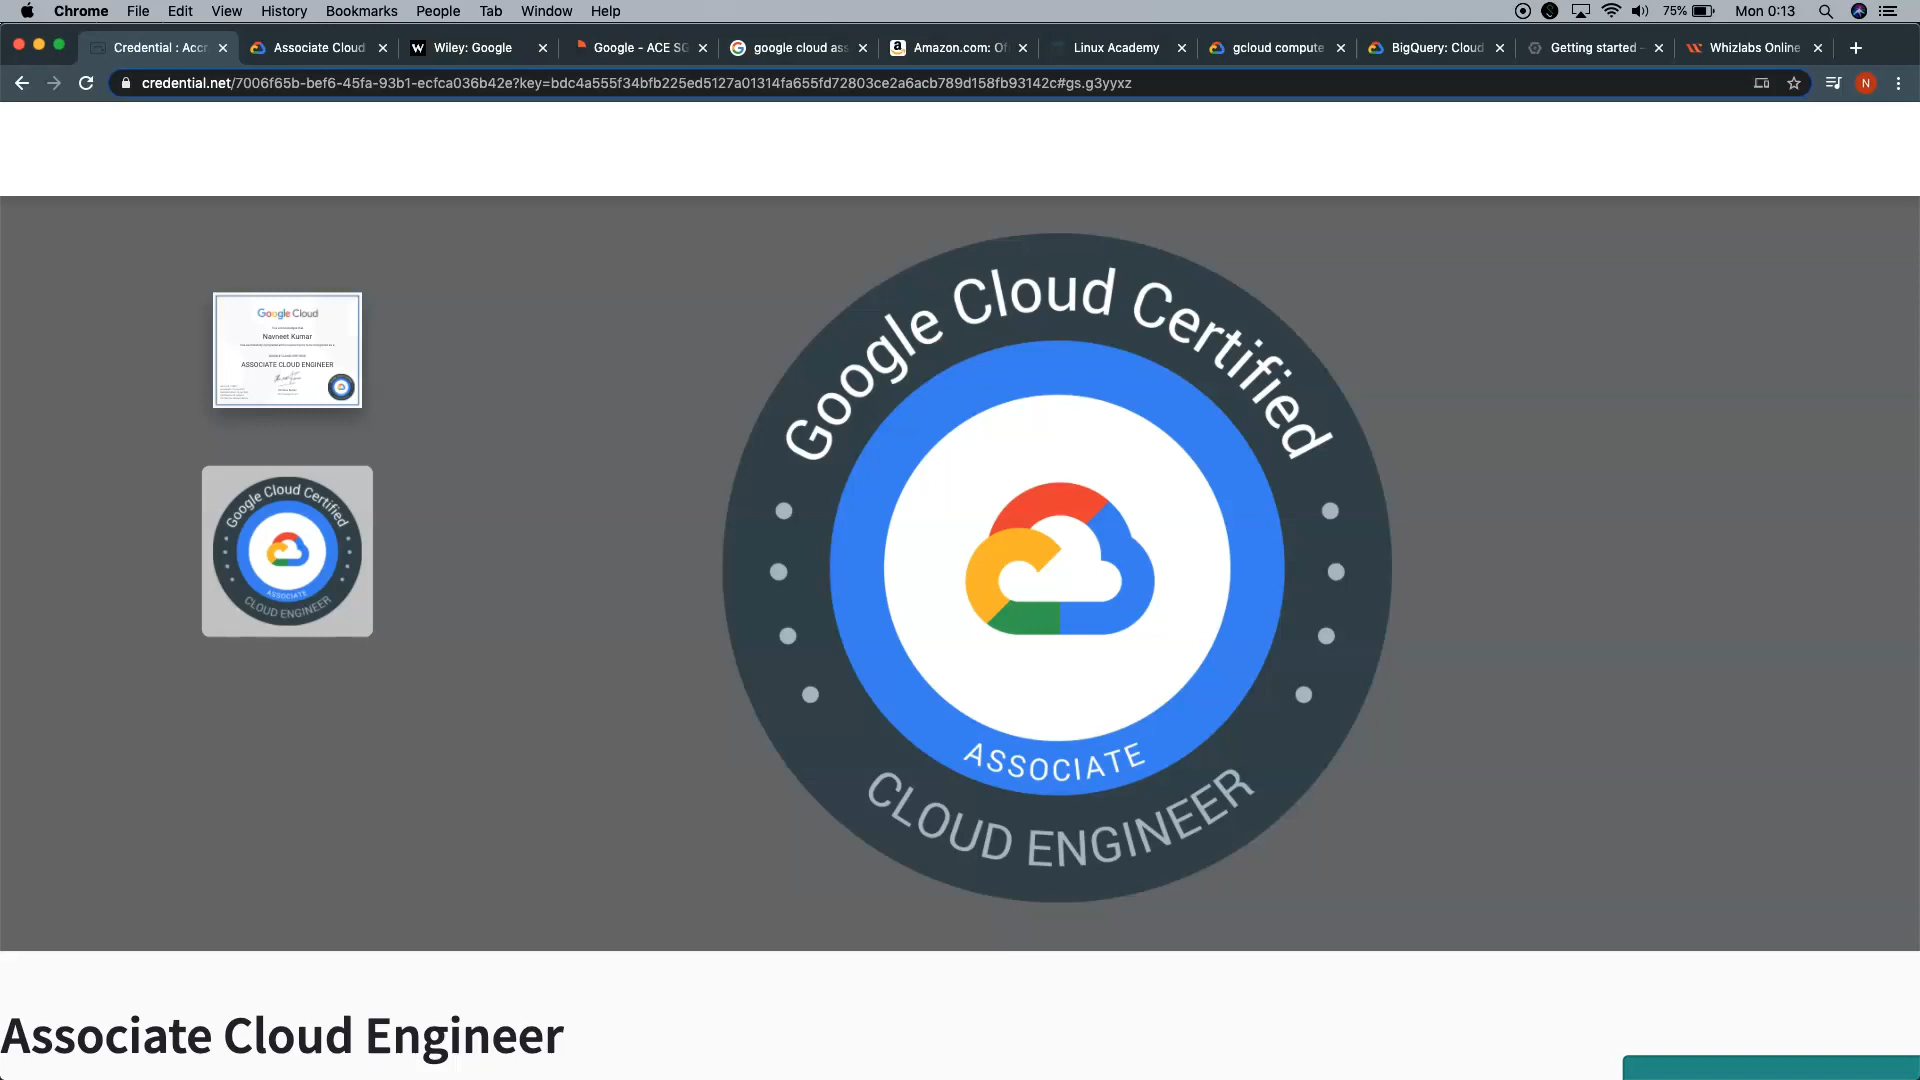 Chrome File Edit View History Bookmarks People Tab Window Help 75% Mon 0:13
Credential : Accr
Associate Cloud
Wiley: Google
Google - ACE SG
google cloud ass
Amazon.com: Of
Linux Academy
gcloud compute
BigQuery: Cloud
Getting started -
Whizlabs Online
credential.net/7006f65b-bef6-45fa-93b1-ecfca036b42e?key=bdc4a555f34bfb225ed5127a01314fa655fd72803ce2a6acb789d158fb93142c#gs.g3yyxz
N
Google Cloud
Navneet Kumar
ASSOCIATE CLOUD ENGINEER
Google Cloud Certified
ASSOCIATE
CLOUD ENGINEER
Google Cloud Certified
ASSOCIATE
CLOUD ENGINEER
Associate Cloud Engineer